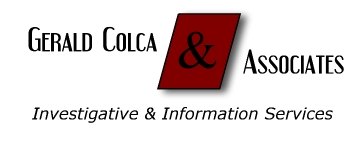 Gerald Colca
&
Associates
Investigative & Information Services